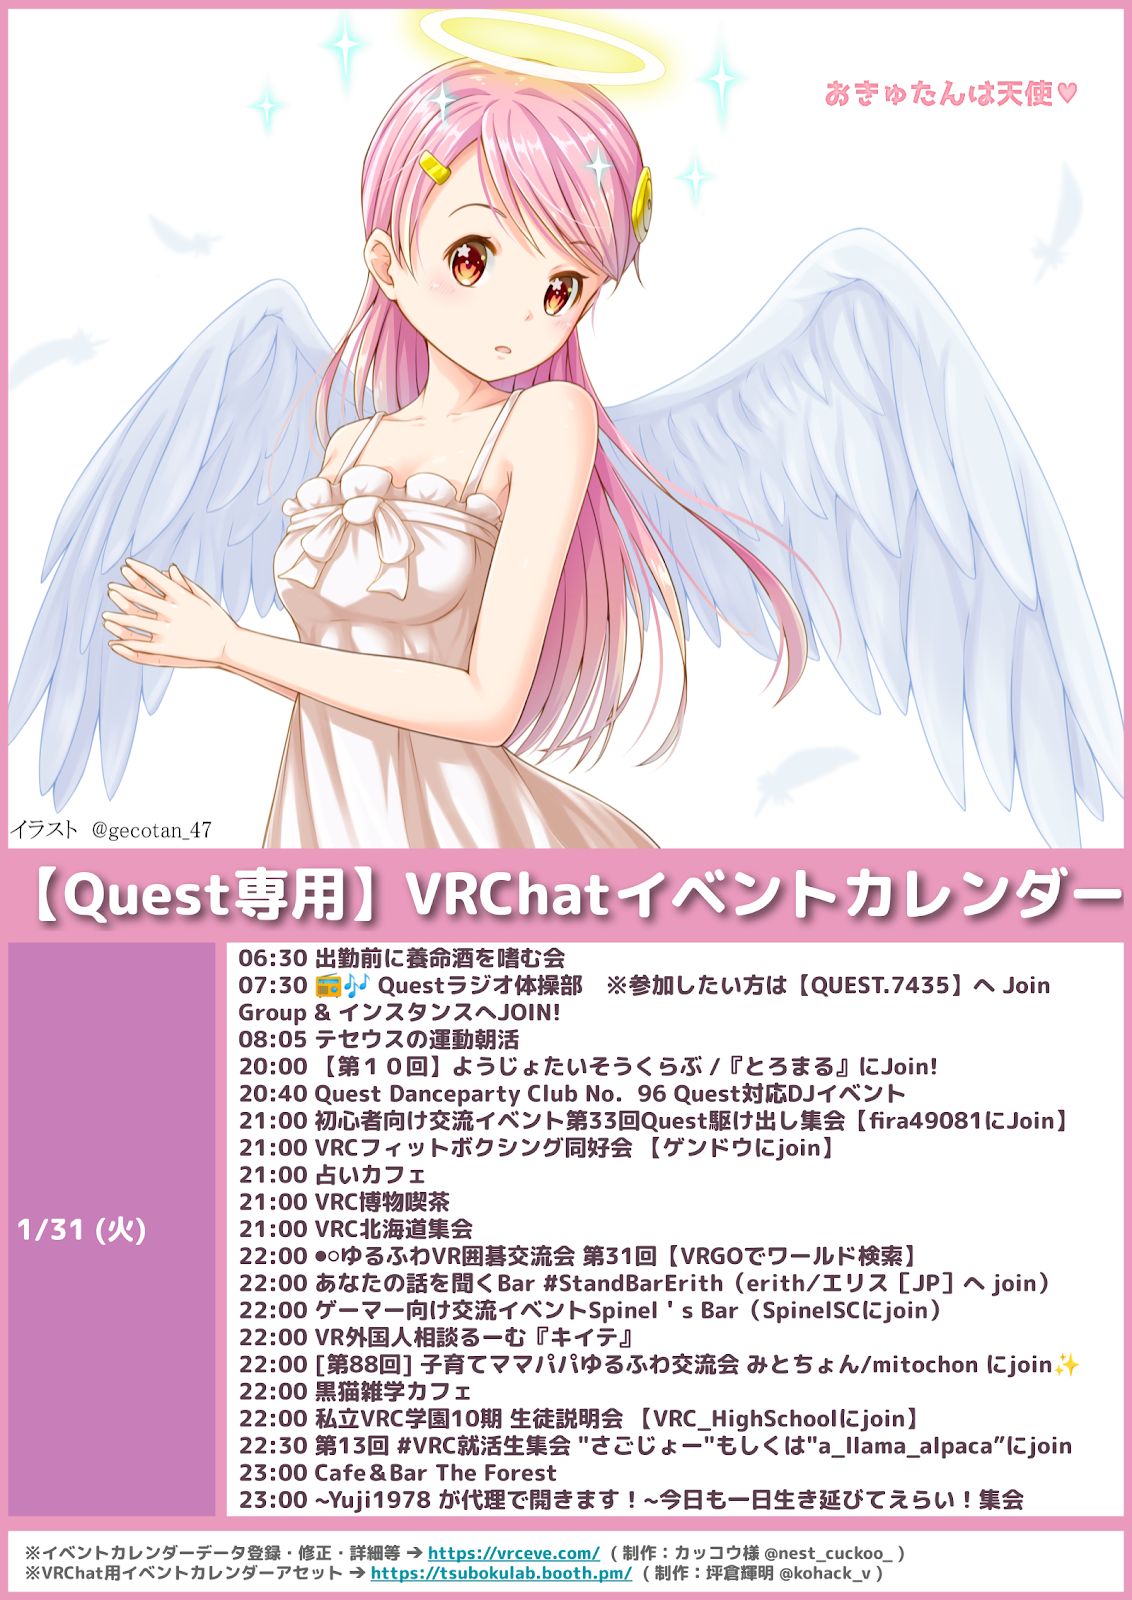 おきゅたんは天使♥
イラスト @gecotan_47
【Quest専用】VRChatイベントカレンダー
1/31 (火)
06:30 出勤前に養命酒を嗜む会
07:30 📻🎶 Questラジオ体操部　※参加したい方は【QUEST.7435】へ Join
Group & インスタンスへJOIN!
08:05 テセウスの運動朝活
20:00 【第１０回】ようじょたいそうくらぶ /『とろまる』にJoin!
20:40 Quest Danceparty Club No.  96 Quest対応DJイベント
21:00 初心者向け交流イベント第33回Quest駆け出し集会【fira49081にJoin】
21:00 VRCフィットボクシング同好会 【ゲンドウにjoin】
21:00 占いカフェ
21:00 VRC博物喫茶
21:00 VRC北海道集会
22:00 ●○ゆるふわVR囲碁交流会 第31回【VRGOでワールド検索】
22:00 あなたの話を聞くBar #StandBarErith（erith/エリス［JP］へ join）
22:00 ゲーマー向け交流イベントSpinel＇s Bar（SpinelSCにjoin）
22:00 VR外国人相談るーむ『キイテ』
22:00 [第88回] 子育てママパパゆるふわ交流会 みとちょん/mitochon にjoin✨
22:00 黒猫雑学カフェ
22:00 私立VRC学園10期 生徒説明会 【VRC_HighSchoolにjoin】
22:30 第13回 #VRC就活生集会 "さごじょー"もしくは"a_llama_alpaca”にjoin
23:00 Cafe＆Bar The Forest
23:00 ~Yuji1978 が代理で開きます！~今日も一日生き延びてえらい！集会
※イベントカレンダーデータ登録・修正・詳細等 ➔ https://vrceve.com/ （ 制作：カッコウ様 @nest_cuckoo_ ）
※VRChat用イベントカレンダーアセット ➔ https://tsubokulab.booth.pm/ （ 制作：坪倉輝明 @kohack_v ）